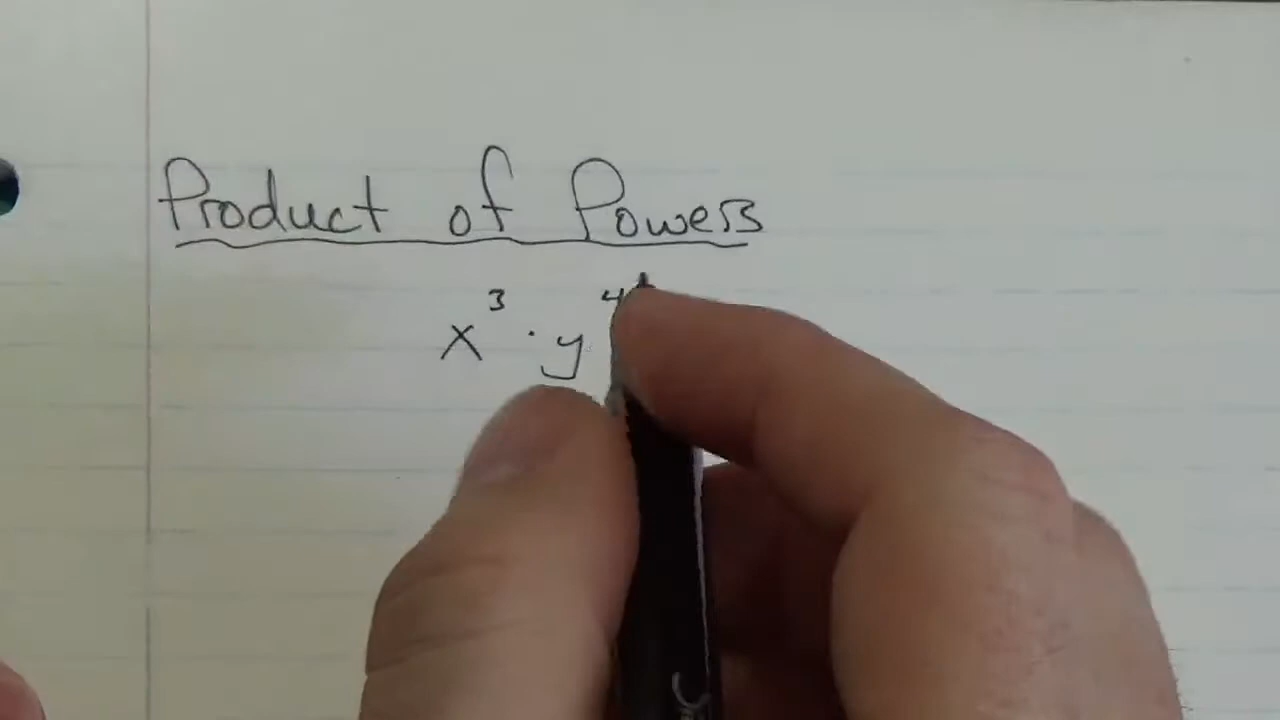 Product of Powers
x³ · y⁴